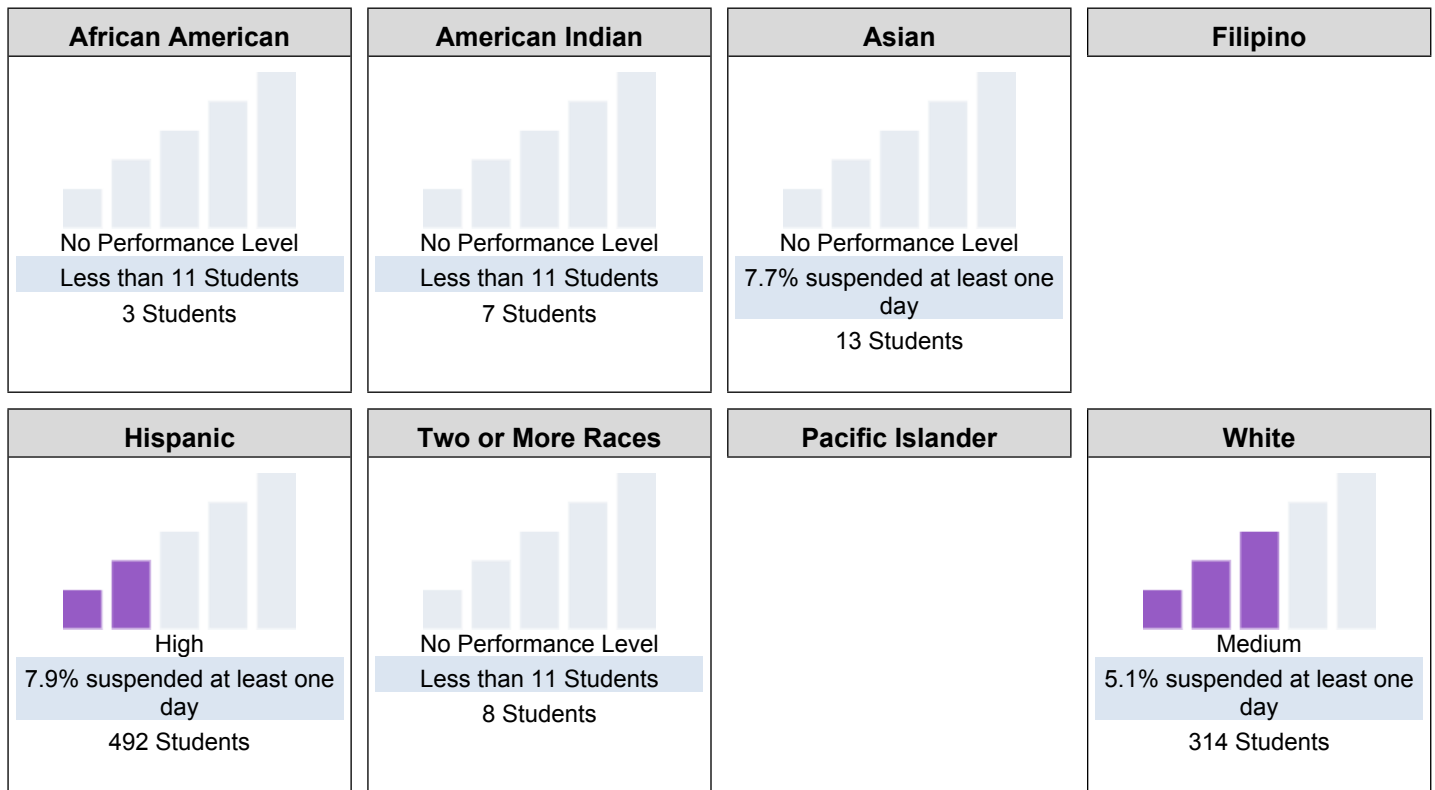 African American
American Indian
Asian
Filipino
No Performance Level
Less than 11 Students
3 Students
No Performance Level
Less than 11 Students
7 Students
No Performance Level
7.7% suspended at least one
day
13 Students
Hispanic
Two or More Races
Pacific Islander
White
High
7.9% suspended at least one
day
492 Students
No Performance Level
Less than 11 Students
8 Students
Medium
5.1% suspended at least one
day
314 Students